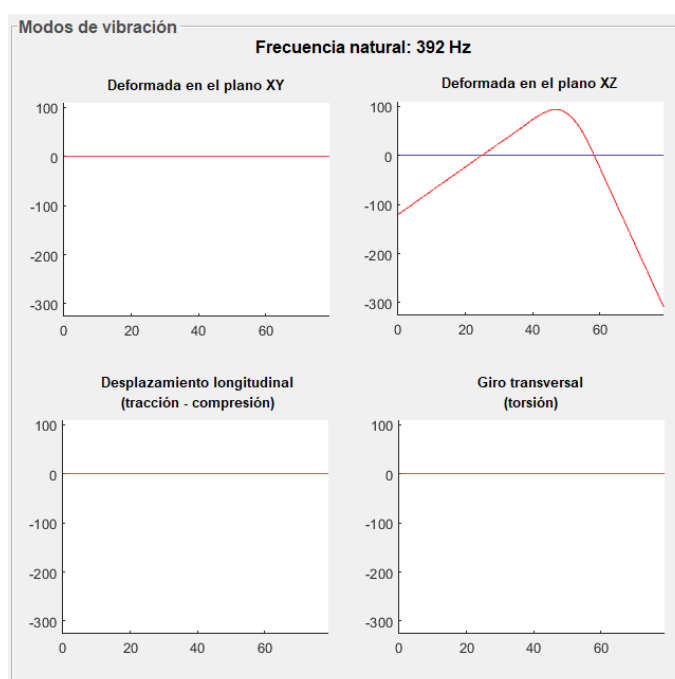 Modos de vibración
Frecuencia natural: 392 Hz
Deformada en el plano XY
100
0
-100
-200
-300
0 20 40 60
Deformada en el plano XZ
100
0
-100
-200
-300
0 20 40 60
Desplazamiento longitudinal
(tracción - compresión)
100
0
-100
-200
-300
0 20 40 60
Giro transversal
(torsión)
100
0
-100
-200
-300
0 20 40 60